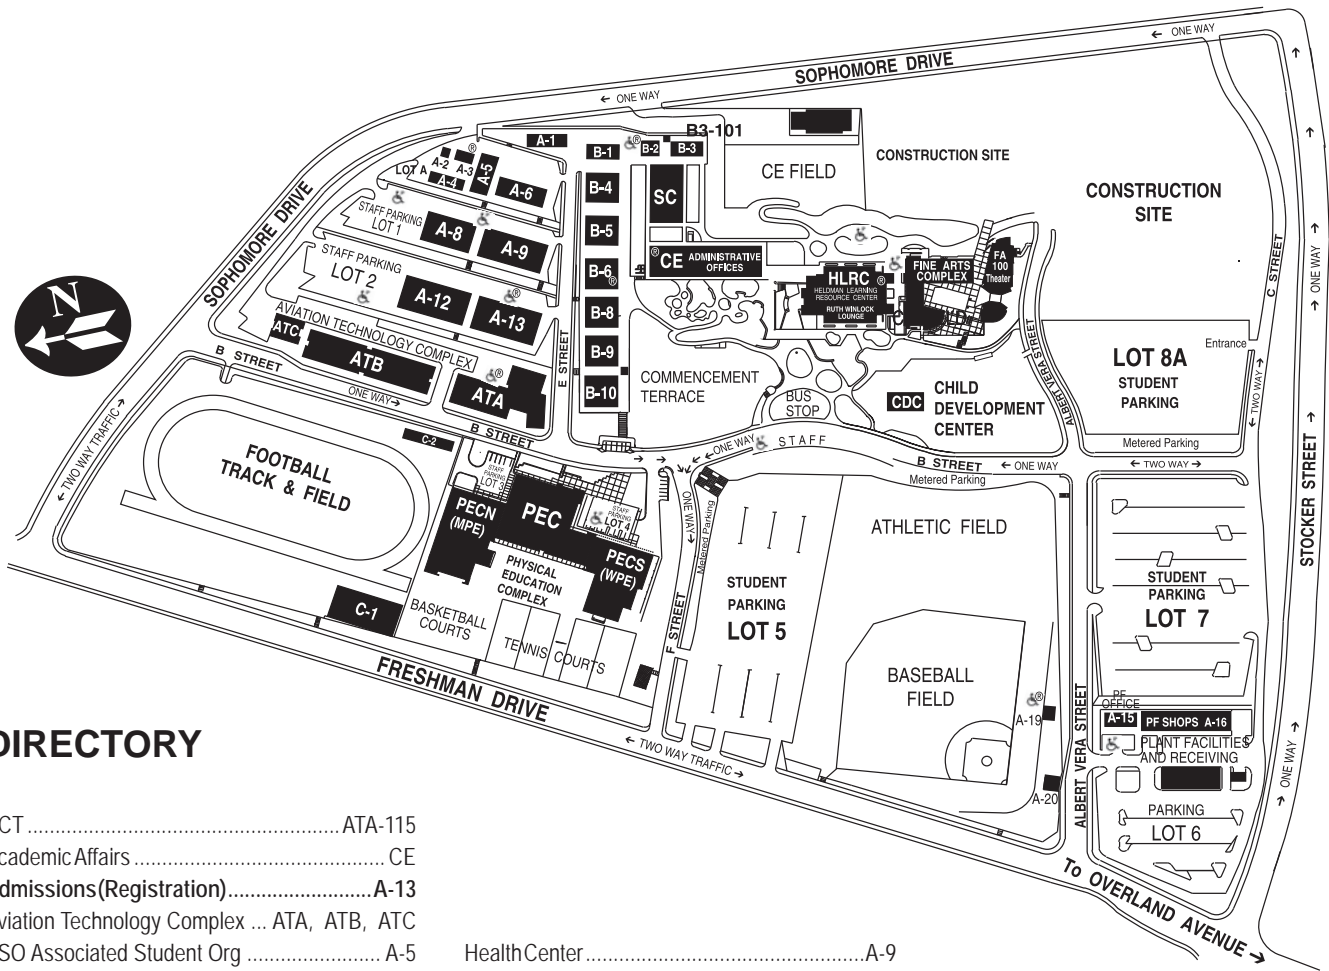 ← ONE WAY
SOPHOMORE DRIVE
← ONE WAY
B3-101
A-1
B-1
B-2
B-3
CE FIELD
CONSTRUCTION SITE
CONSTRUCTION
SITE
LOT A
A-2
A-3
A-4
A-5
A-6
B-4
SC
STAFF PARKING
LOT 1
A-8
A-9
B-5
SOPHOMORE DRIVE
STAFF PARKING
LOT 2
A-12
A-13
B-6
CE ADMINISTRATIVE
OFFICES
HLRC
HELDMAN LEARNING
RESOURCE CENTER
RUTH WINLOCK
LOUNGE
FINE ARTS
COMPLEX
FA
100
Theater
C STREET
← ONE WAY
N
AVIATION TECHNOLOGY COMPLEX
ATC
ATB
ATA
B-8
B-9
B-10
E STREET
B STREET
ONE WAY→
B STREET
COMMENCEMENT
TERRACE
BUS
STOP
CDC
CHILD
DEVELOPMENT
CENTER
ALBERT VERA STREET
LOT 8A
STUDENT
PARKING
Entrance
← TWO WAY→
Metered Parking
← TWO WAY TRAFFIC →
C-2
FOOTBALL
TRACK & FIELD
←ONE WAY
STAFF
B STREET
← ONE WAY
Metered Parking
← TWO WAY →
STOCKER STREET
STAFF
PARKING
LOT 3
PECN
(MPE)
PEC
STAFF
PARKING
LOT 4
PECS
(WPE)
PHYSICAL
EDUCATION
COMPLEX
ONE WAY→
Metered Parking
F STREET
STUDENT
PARKING
LOT 5
ATHLETIC FIELD
STUDENT
PARKING
LOT 7
C-1
BASKETBALL
COURTS
TENNIS COURTS
FRESHMAN DRIVE
BASEBALL
FIELD
A-19
A-20
ALBERT VERA STREET
PF
OFFICE
A-15
PF SHOPS A-16
PLANT FACILITIES
AND RECEIVING
← ONE WAY
PARKING
LOT 6
← TWO WAY TRAFFIC →
To OVERLAND AVENUE→
DIRECTORY
CT ........................................................ ATA-115
cademic Affairs ............................................. CE
dmissions(Registration).......................... A-13
viation Technology Complex ... ATA, ATB, ATC
SO Associated Student Org ........................ A-5
HealthCenter .................................................. A-9